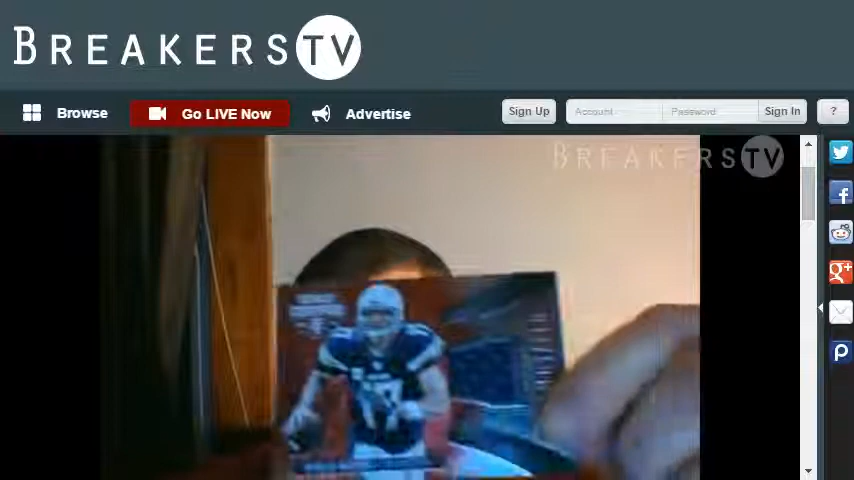 BREAKERSTV
Browse
Go LIVE Now
Advertise
Sign Up
Account
Password
Sign In
?
BREAKERSTV